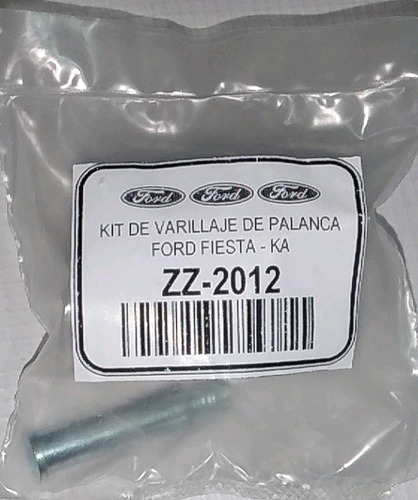 Ford Ford Ford
KIT DE VARILLAJE DE PALANCA
FORD FIESTA - KA
ZZ-2012